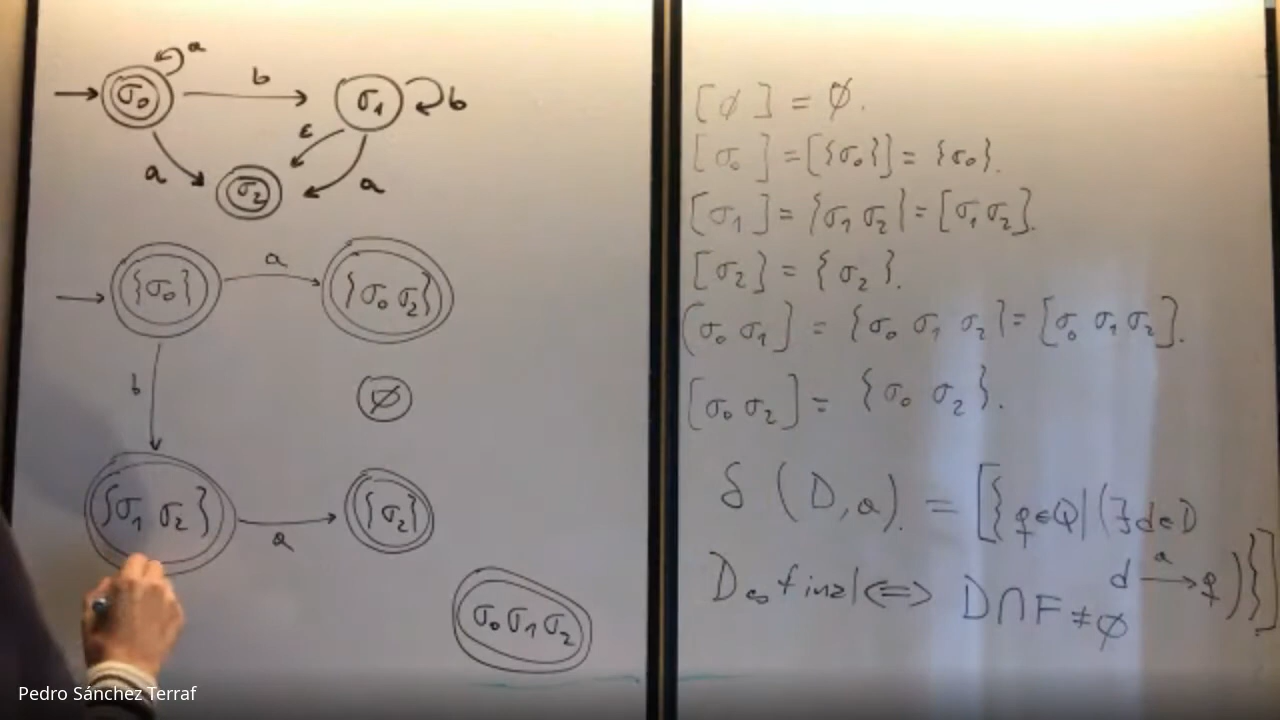 a
σ₀ b σ₁ b
ε
a σ₂ a
{σ₀} a {σ₀ σ₂}
b ∅
{σ₁ σ₂} a {σ₂}
σ₀ σ₁ σ₂
[∅] = ∅.
[σ₀] = [{σ₀}] = {σ₀}.
[σ₁] = {σ₁ σ₂} = [σ₁ σ₂].
[σ₂] = {σ₂}.
[σ₀ σ₁] = {σ₀ σ₁ σ₂} = [σ₀ σ₁ σ₂].
[σ₀ σ₂] = {σ₀ σ₂}.
δ (D, a) = [{q∈Q | (∃ d∈D
d —a→ q)}]
D es final ⇔ D∩F ≠ ∅
Pedro Sánchez Terraf